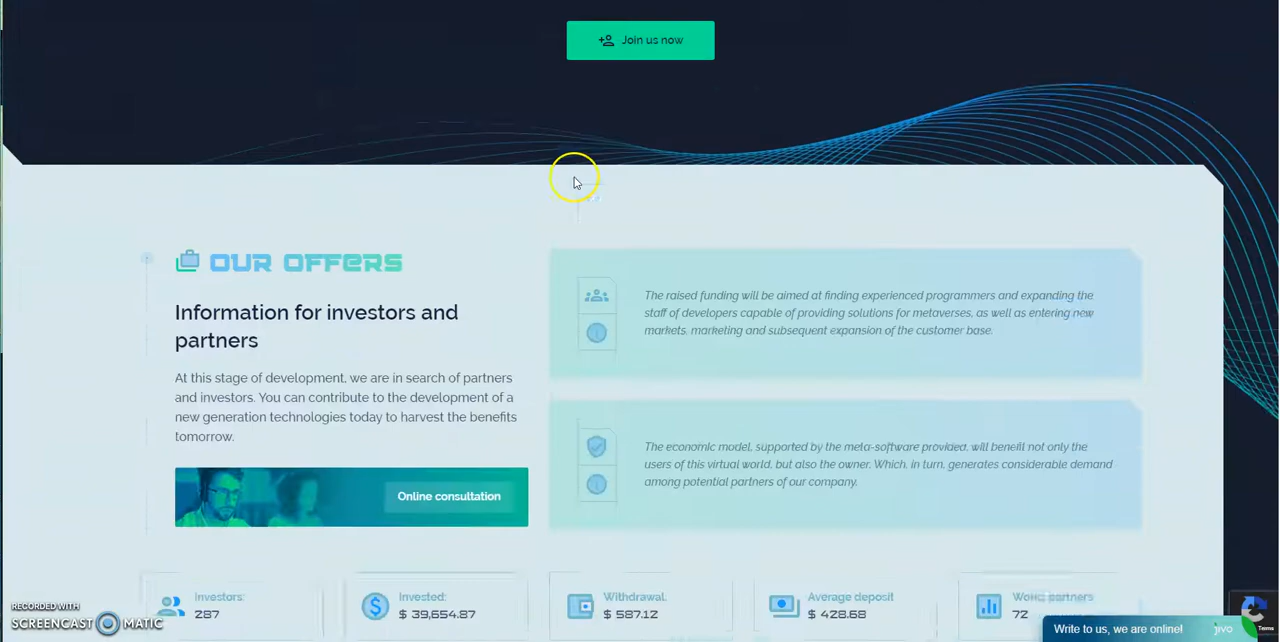 Join us now
OUR OFFERS
Information for investors and
partners
At this stage of development, we are in search of partners
and investors. You can contribute to the development of a
new generation technologies today to harvest the benefits
tomorrow.
Online consultation
The raised funding will be aimed at finding experienced programmers and expanding the
staff of developers capable of providing solutions for metaverses, as well as entering new
markets, marketing and subsequent expansion of the customer base.
The economic model, supported by the meta-software provided, will benefit not only the
users of this virtual world, but also the owner. Which, in turn, generates considerable demand
among potential partners of our company.
Investors:
287
Invested:
$ 39,654.87
Withdrawal:
$ 587.12
Average deposit
$ 428.68
partners
72
RECORDED WITH
SCREENCAST MATIC
Write to us, we are online!
jivo
Terms